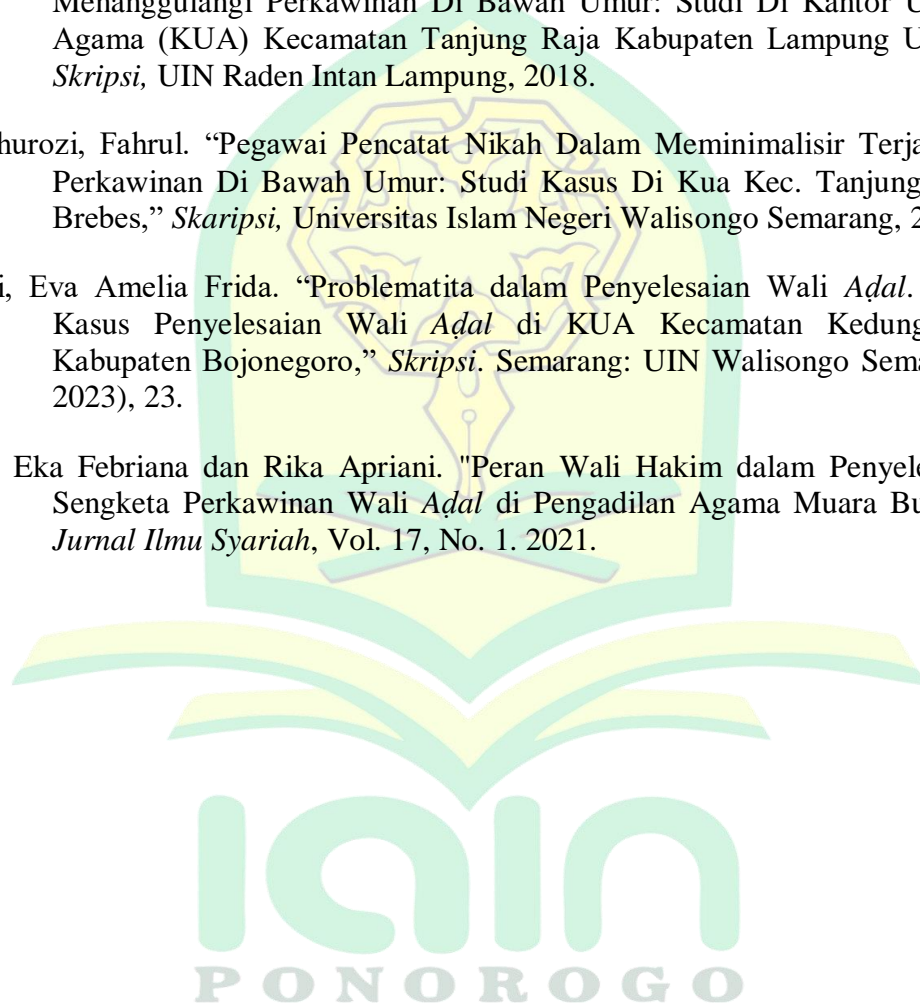 Menanggulangi Perkawinan Di Bawah Umur: Studi Di Kantor U
Agama (KUA) Kecamatan Tanjung Raja Kabupaten Lampung U
Skripsi, UIN Raden Intan Lampung, 2018.
hurozi, Fahrul. “Pegawai Pencatat Nikah Dalam Meminimalisir Terja
Perkawinan Di Bawah Umur: Studi Kasus Di Kua Kec. Tanjung
Brebes,” Skaripsi, Universitas Islam Negeri Walisongo Semarang, 2
i, Eva Amelia Frida. “Problematita dalam Penyelesaian Wali Aḍal.
Kasus Penyelesaian Wali Aḍal di KUA Kecamatan Kedung
Kabupaten Bojonegoro,” Skripsi. Semarang: UIN Walisongo Sema
2023), 23.
Eka Febriana dan Rika Apriani. "Peran Wali Hakim dalam Penyele
Sengketa Perkawinan Wali Aḍal di Pengadilan Agama Muara Bu
Jurnal Ilmu Syariah, Vol. 17, No. 1. 2021.
iain
PONOROGO